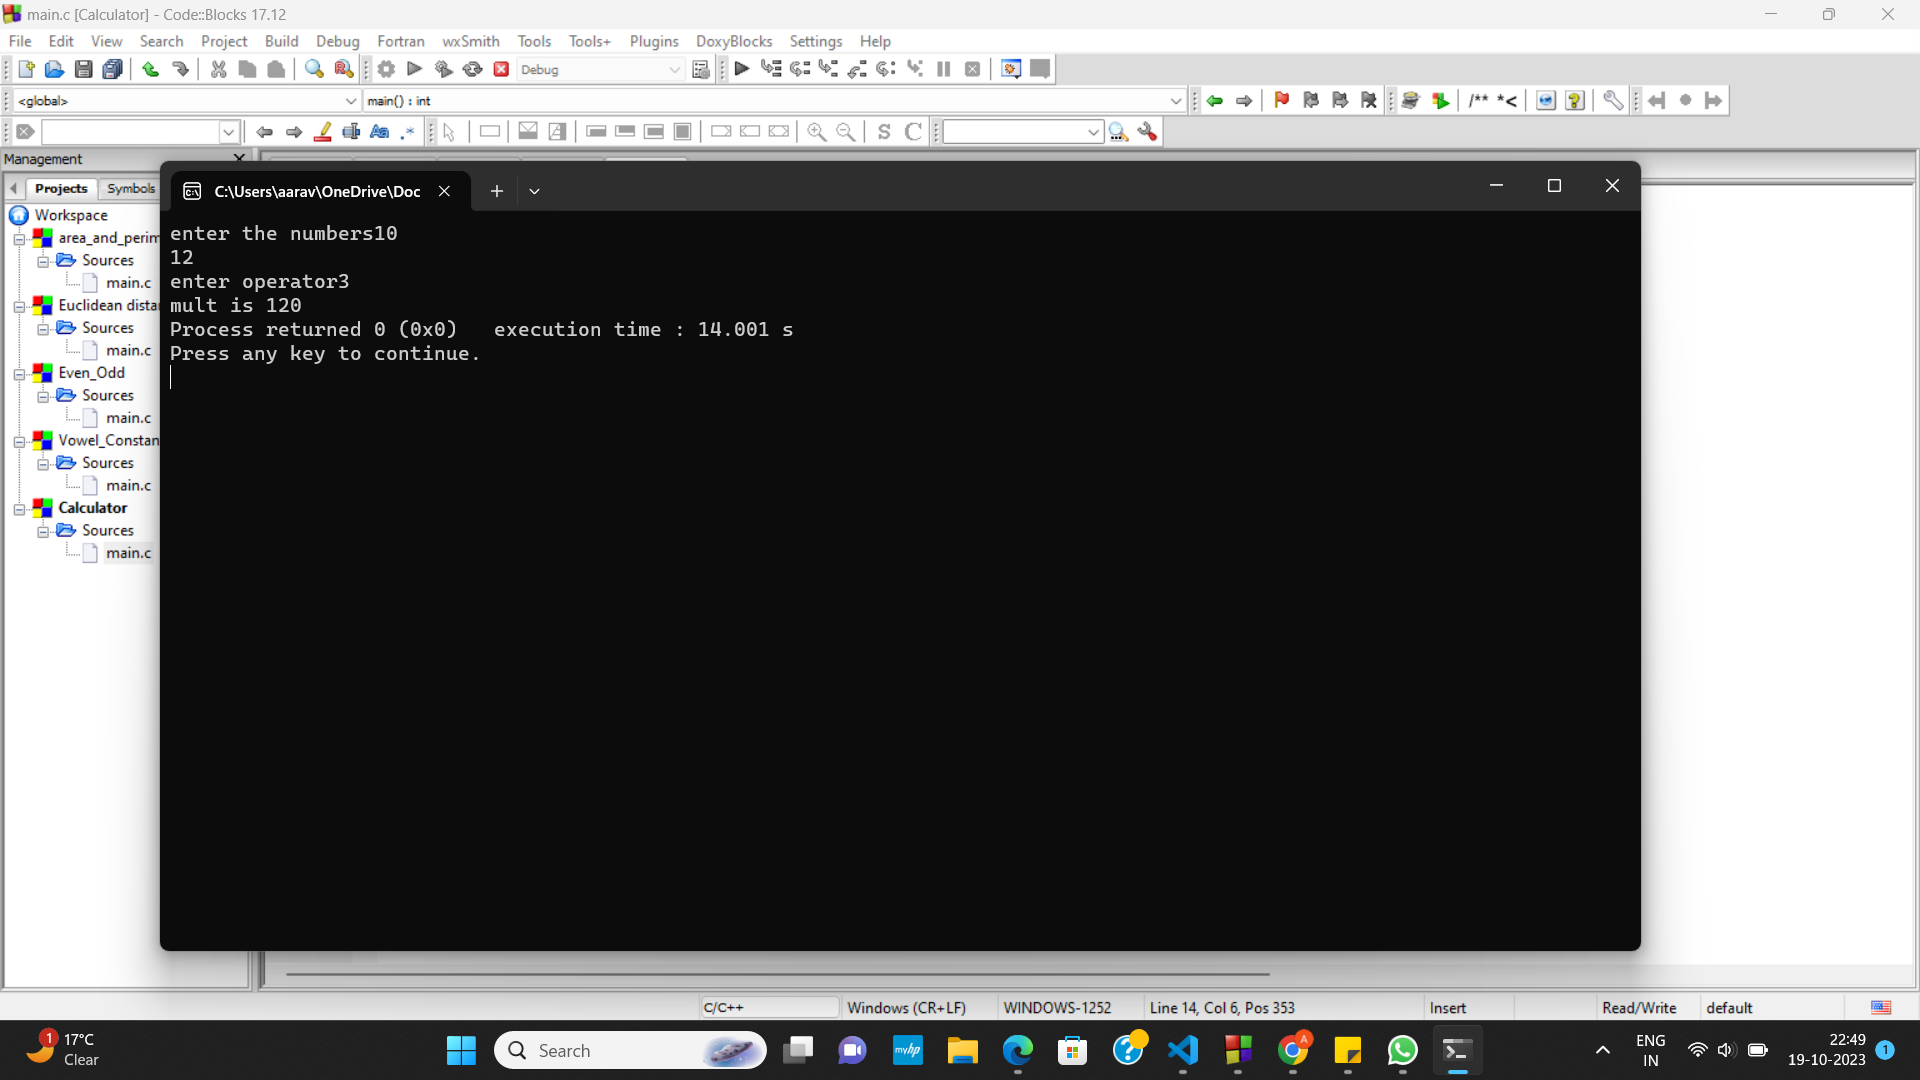 main.c [Calculator] - Code::Blocks 17.12
File Edit View Search Project Build Debug Fortran wxSmith Tools Tools+ Plugins DoxyBlocks Settings Help
Debug
<global> main() : int
/** *<
Aa .*
S C
Management
Projects Symbols
C:\Users\aarav\OneDrive\Doc
Workspace
area_and_perim
Sources
main.c
Euclidean dista
Sources
main.c
Even_Odd
Sources
main.c
Vowel_Constan
Sources
main.c
Calculator
Sources
main.c
enter the numbers10
12
enter operator3
mult is 120
Process returned 0 (0x0)   execution time : 14.001 s
Press any key to continue.
C/C++ Windows (CR+LF) WINDOWS-1252 Line 14, Col 6, Pos 353 Insert Read/Write default
1 17°C
Clear
Search
myhp
A
ENG
IN
22:49
19-10-2023
1